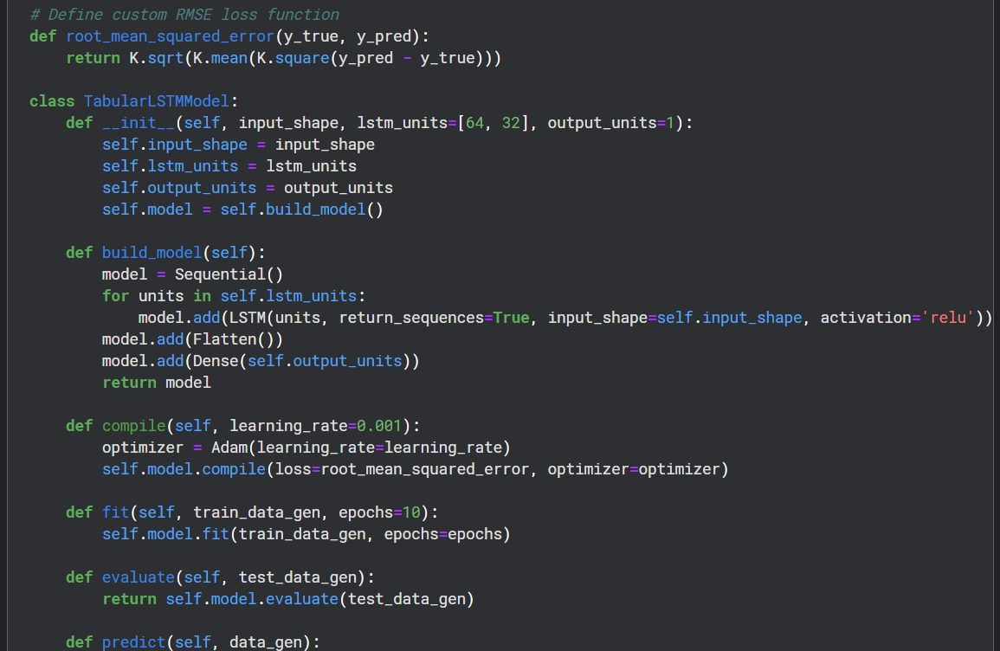 # Define custom RMSE loss function
def root_mean_squared_error(y_true, y_pred):
    return K.sqrt(K.mean(K.square(y_pred - y_true)))

class TabularLSTMModel:
    def __init__(self, input_shape, lstm_units=[64, 32], output_units=1):
        self.input_shape = input_shape
        self.lstm_units = lstm_units
        self.output_units = output_units
        self.model = self.build_model()

    def build_model(self):
        model = Sequential()
        for units in self.lstm_units:
            model.add(LSTM(units, return_sequences=True, input_shape=self.input_shape, activation='relu'))
        model.add(Flatten())
        model.add(Dense(self.output_units))
        return model

    def compile(self, learning_rate=0.001):
        optimizer = Adam(learning_rate=learning_rate)
        self.model.compile(loss=root_mean_squared_error, optimizer=optimizer)

    def fit(self, train_data_gen, epochs=10):
        self.model.fit(train_data_gen, epochs=epochs)

    def evaluate(self, test_data_gen):
        return self.model.evaluate(test_data_gen)

    def predict(self, data_gen):